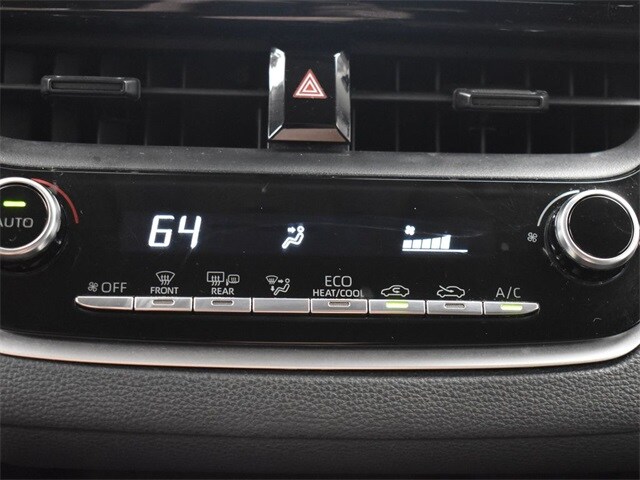 AUTO
64
OFF
FRONT
REAR
ECO
HEAT/COOL
A/C